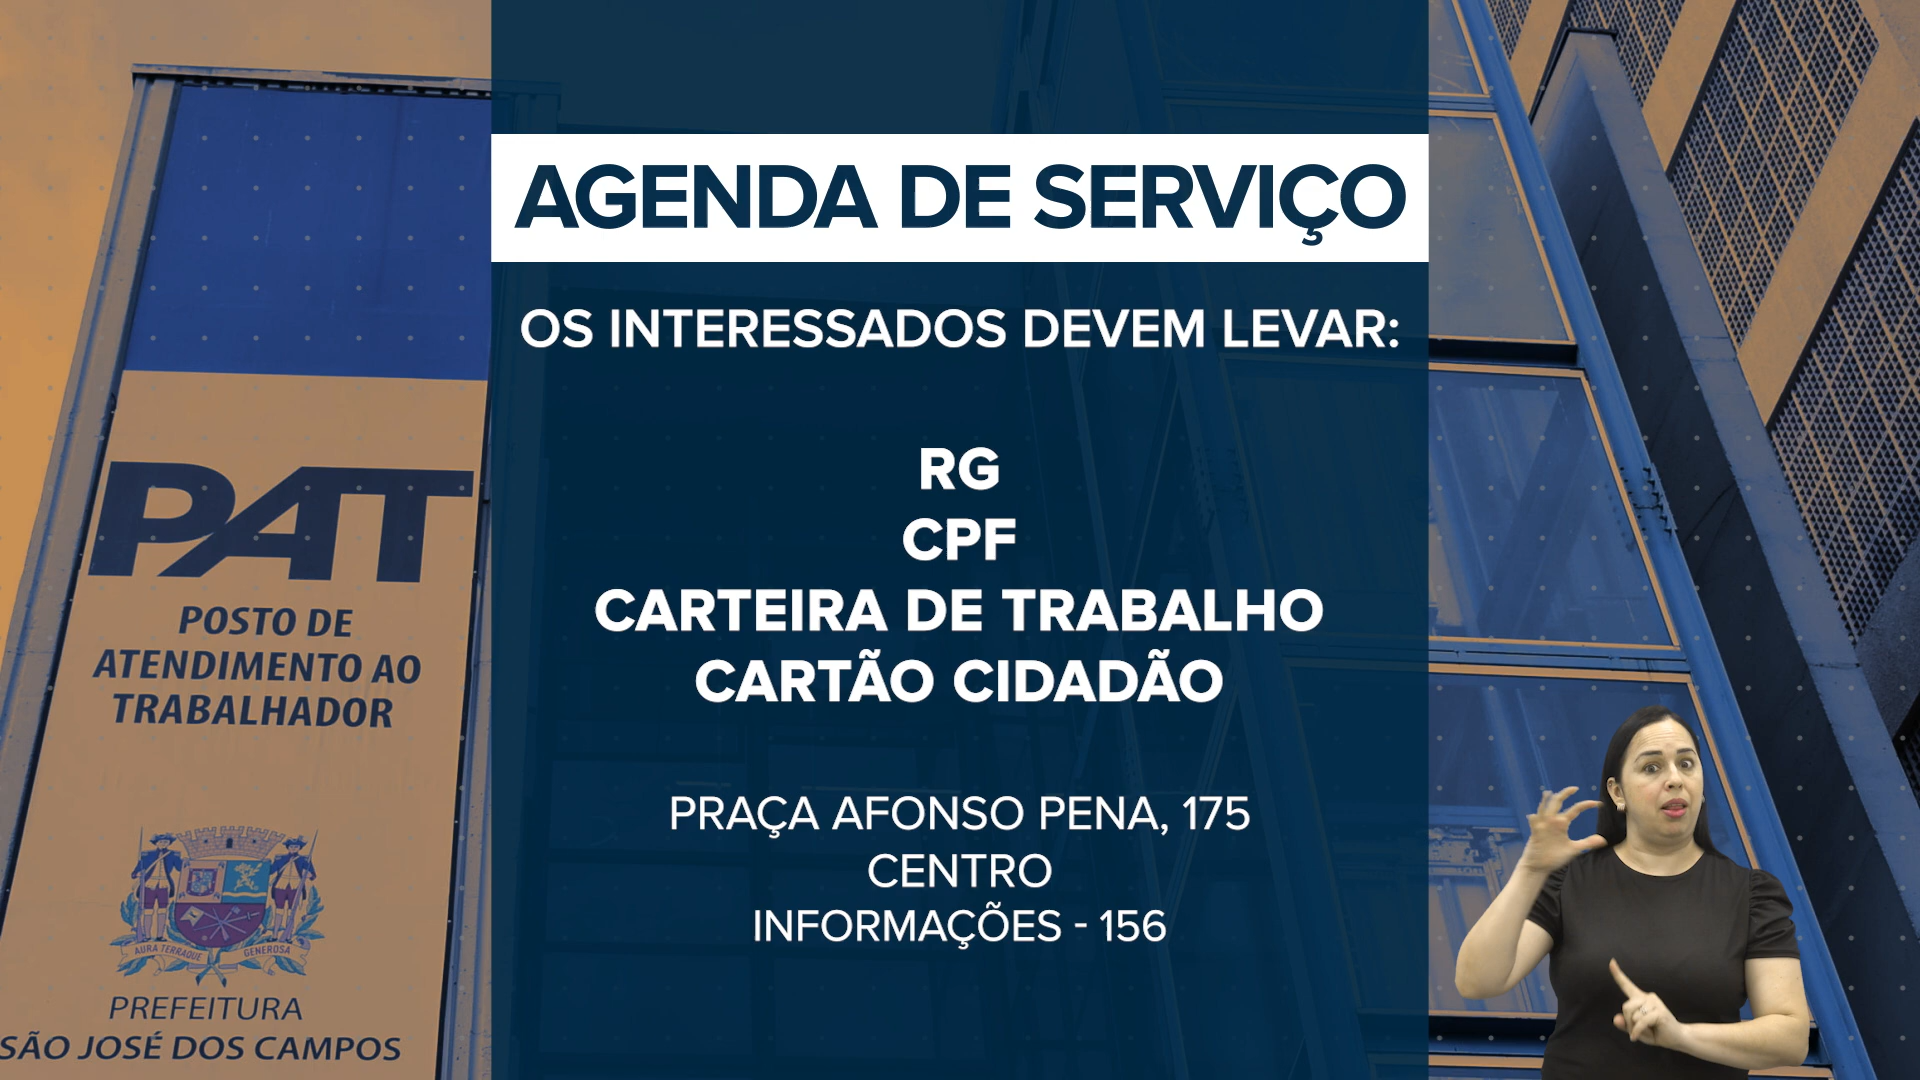 AGENDA DE SERVIÇO
OS INTERESSADOS DEVEM LEVAR:
RG
CPF
CARTEIRA DE TRABALHO
CARTÃO CIDADÃO
PRAÇA AFONSO PENA, 175
CENTRO
INFORMAÇÕES - 156
PAT
POSTO DE
ATENDIMENTO AO
TRABALHADOR
AURA TERRAQUE GENEROSA
PREFEITURA
SÃO JOSÉ DOS CAMPOS